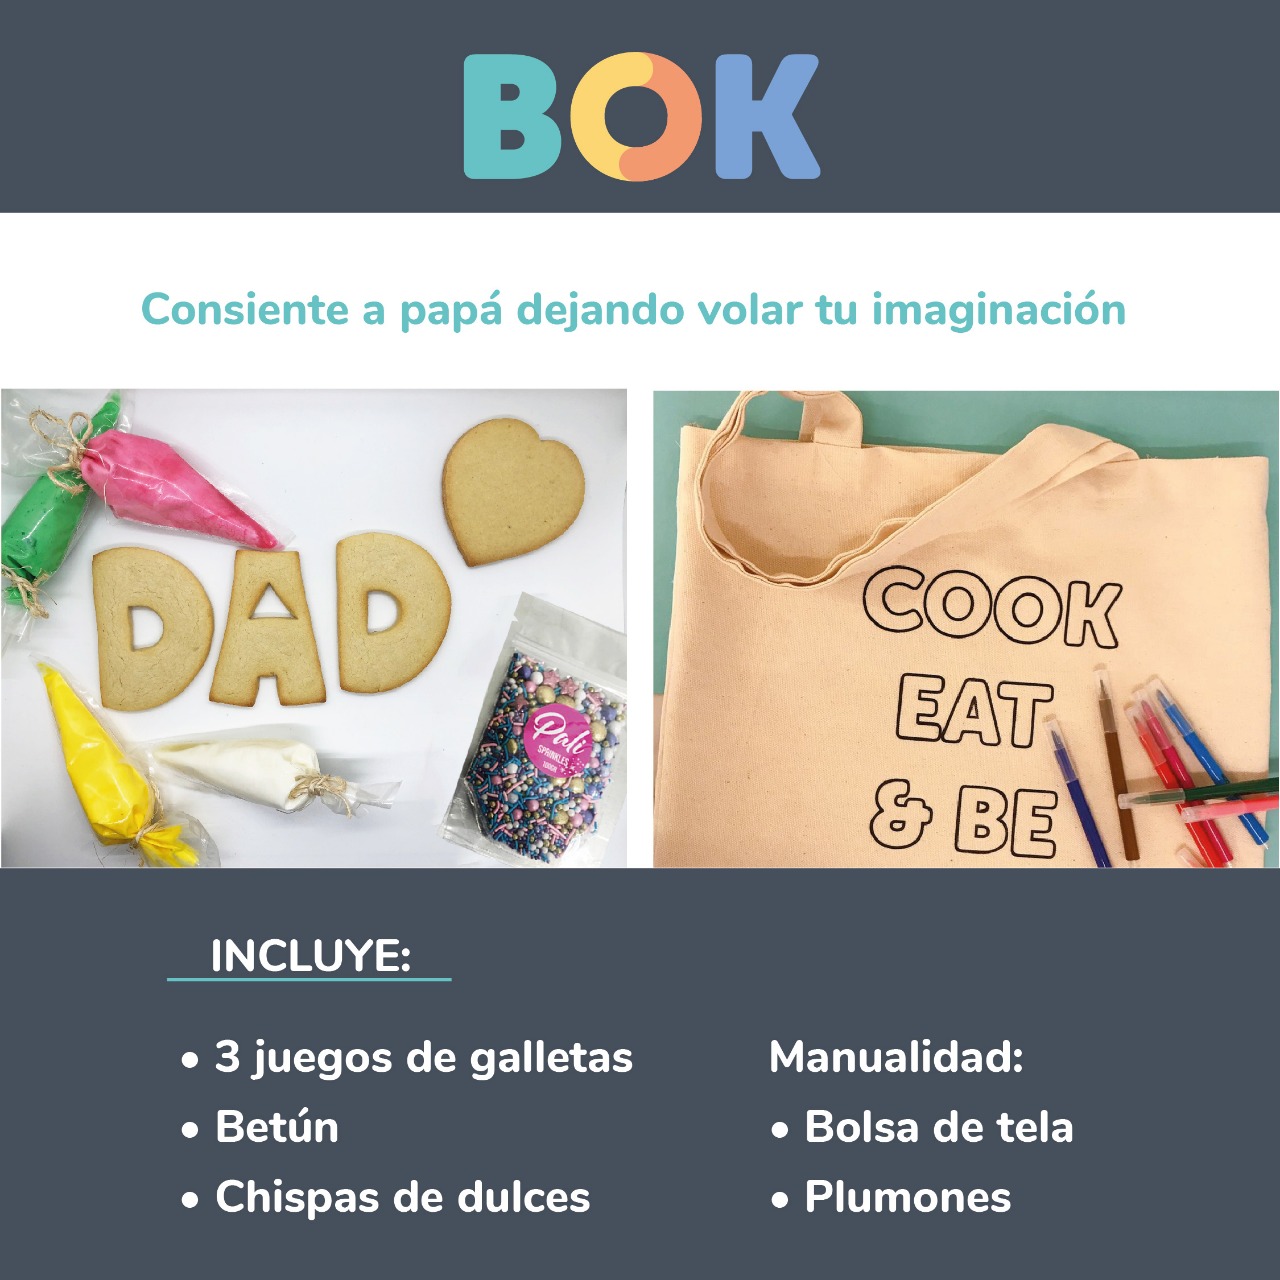 BOK
Consiente a papá dejando volar tu imaginación
DAD
Pali
SPRINKLES
100GR
COOK
EAT
& BE
INCLUYE:
• 3 juegos de galletas
• Betún
• Chispas de dulces
Manualidad:
• Bolsa de tela
• Plumones